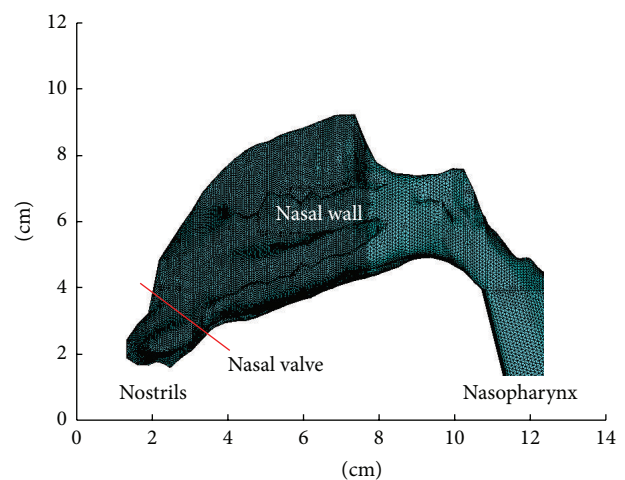 12
10
8
(cm)
6
4
2
0
Nasal wall
Nasal valve
Nostrils
Nasopharynx
0 2 4 6 8 10 12 14
(cm)